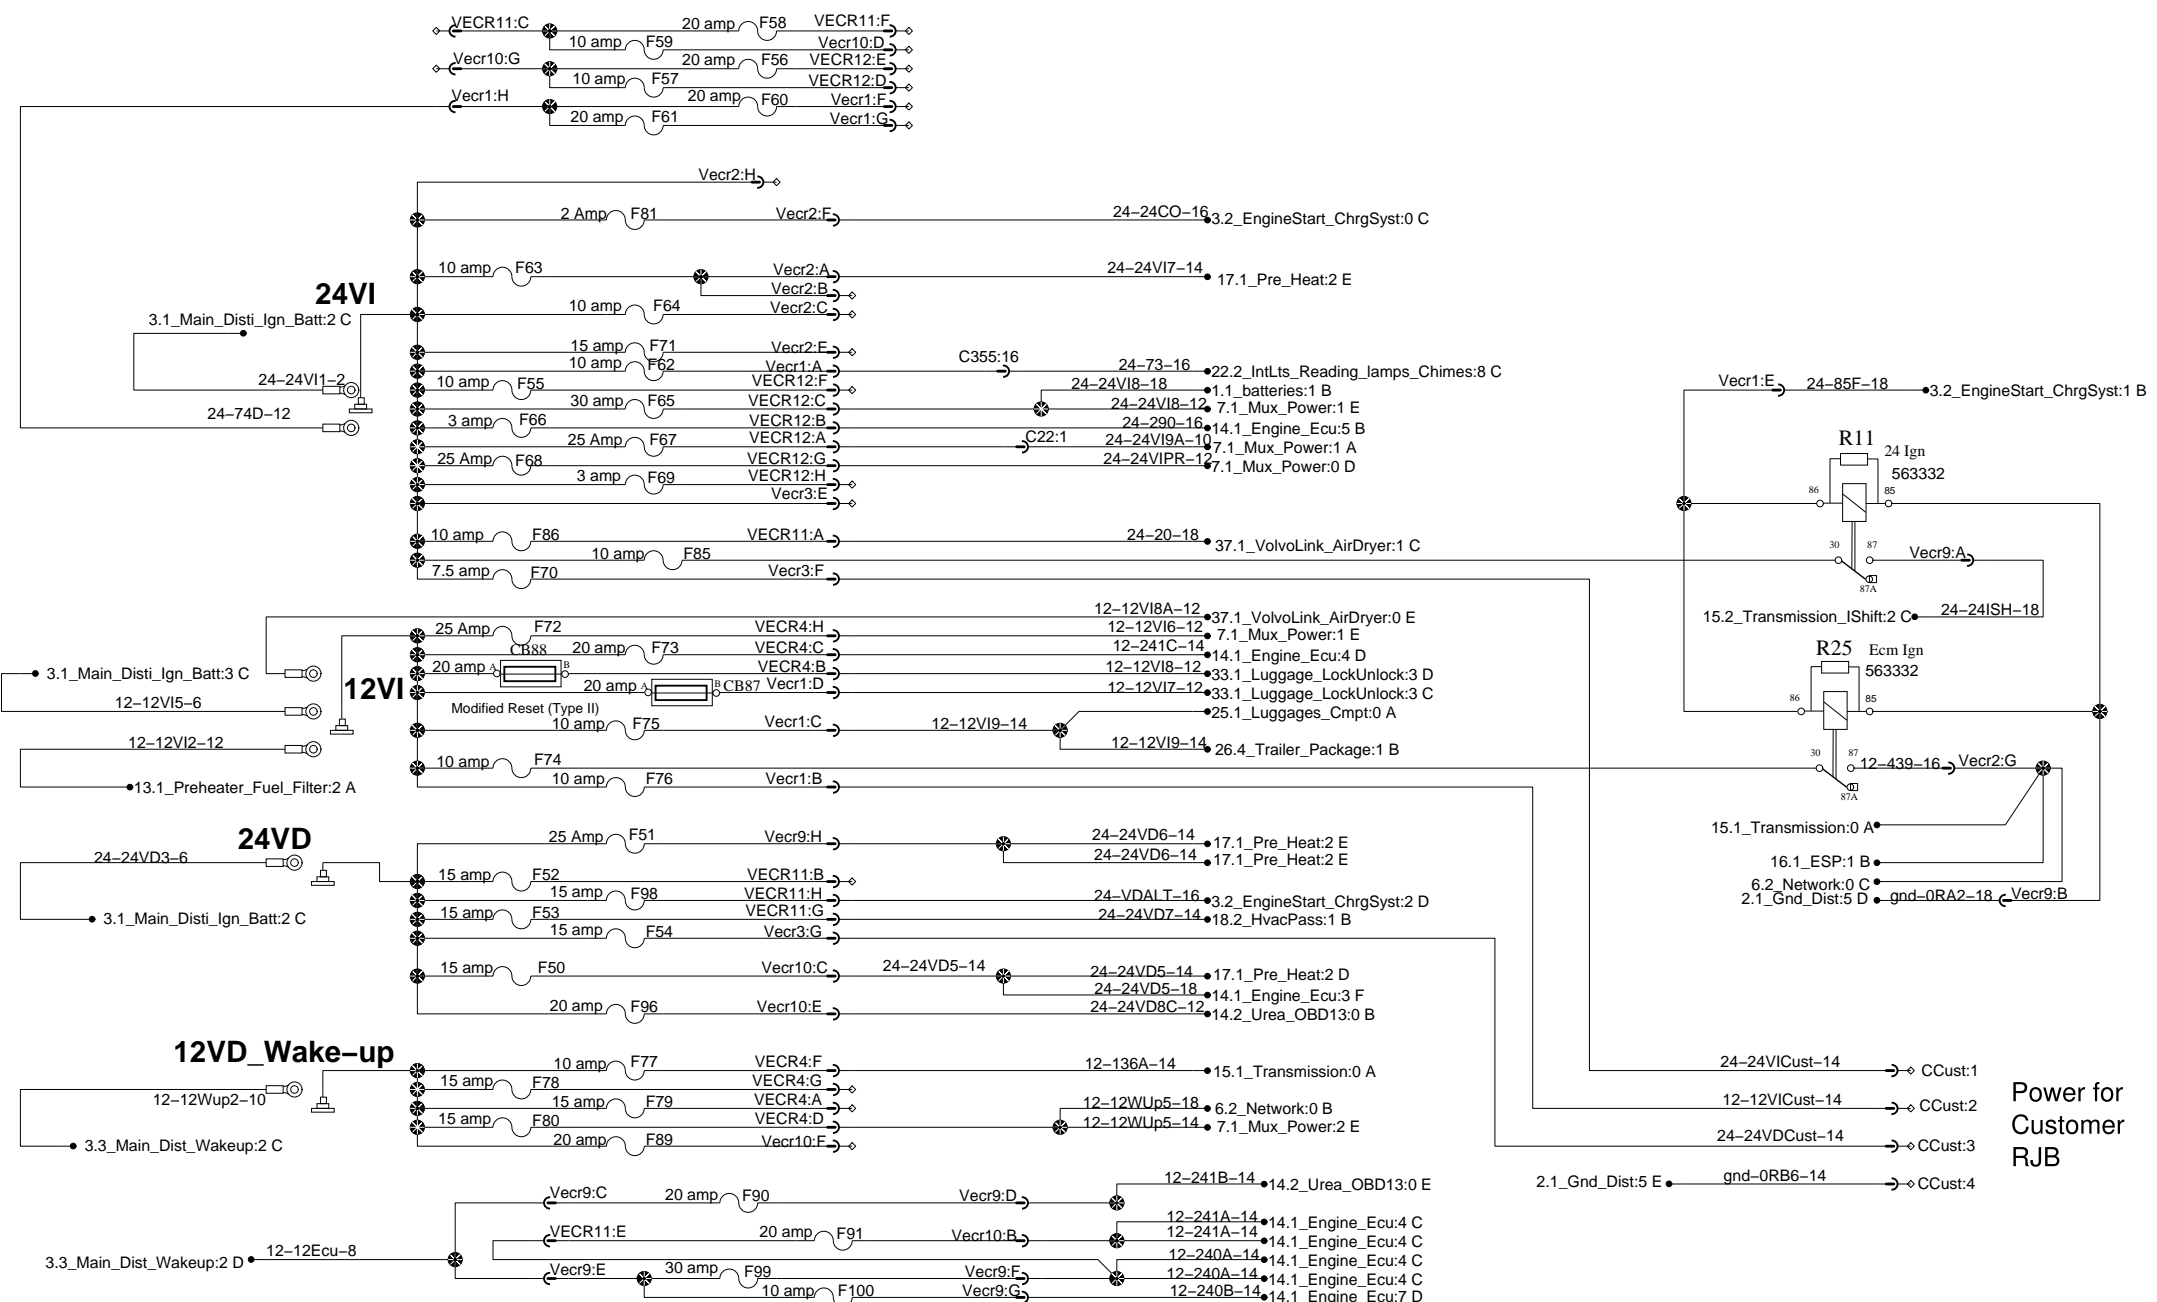 VECR11:C 20 amp F58 VECR11:F
10 amp F59 Vecr10:D
Vecr10:G 20 amp F56 VECR12:E
10 amp F57 VECR12:D
Vecr1:H 20 amp F60 Vecr1:F
20 amp F61 Vecr1:G
Vecr2:H
2 Amp F81 Vecr2:F 24–24CO–16 3.2_EngineStart_ChrgSyst:0 C
10 amp F63 Vecr2:A 24–24VI7–14 17.1_Pre_Heat:2 E
Vecr2:B
24VI
10 amp F64 Vecr2:C
3.1_Main_Disti_Ign_Batt:2 C
15 amp F71 Vecr2:E
10 amp F62 Vecr1:A C355:16 24–73–16 22.2_IntLts_Reading_lamps_Chimes:8 C
24–24VI1–2
10 amp F55 VECR12:F 24–24VI8–18 1.1_batteries:1 B
30 amp F65 VECR12:C 24–24VI8–12 7.1_Mux_Power:1 E
24–74D–12
3 amp F66 VECR12:B 24–290–16 14.1_Engine_Ecu:5 B
25 Amp F67 VECR12:A C22:1 24–24VI9A–10 7.1_Mux_Power:1 A
25 Amp F68 VECR12:G 24–24VIPR–12 7.1_Mux_Power:0 D
3 amp F69 VECR12:H
Vecr3:E
10 amp F86 VECR11:A 24–20–18 37.1_VolvoLink_AirDryer:1 C
10 amp F85
7.5 amp F70 Vecr3:F
Vecr1:E 24–85F–18 3.2_EngineStart_ChrgSyst:1 B
R11 24 Ign
563332
86 85
30 87 Vecr9:A
87A
15.2_Transmission_IShift:2 C 24–24ISH–18
R25 Ecm Ign
563332
86 85
30 87 12–439–16 Vecr2:G
87A
15.1_Transmission:0 A
16.1_ESP:1 B
6.2_Network:0 C
2.1_Gnd_Dist:5 D gnd–0RA2–18 Vecr9:B
12–12VI8A–12 37.1_VolvoLink_AirDryer:0 E
25 Amp F72 VECR4:H 12–12VI6–12 7.1_Mux_Power:1 E
CB88 20 amp F73 VECR4:C 12–241C–14 14.1_Engine_Ecu:4 D
3.1_Main_Disti_Ign_Batt:3 C
20 amp A B VECR4:B 12–12VI8–12 33.1_Luggage_LockUnlock:3 D
12VI
20 amp A B CB87 Vecr1:D 12–12VI7–12 33.1_Luggage_LockUnlock:3 C
12–12VI5–6
Modified Reset (Type II)
25.1_Luggages_Cmpt:0 A
10 amp F75 Vecr1:C 12–12VI9–14
12–12VI2–12
12–12VI9–14 26.4_Trailer_Package:1 B
10 amp F74
13.1_Preheater_Fuel_Filter:2 A
10 amp F76 Vecr1:B
24VD
25 Amp F51 Vecr9:H 24–24VD6–14 17.1_Pre_Heat:2 E
24–24VD3–6
24–24VD6–14 17.1_Pre_Heat:2 E
15 amp F52 VECR11:B
15 amp F98 VECR11:H 24–VDALT–16 3.2_EngineStart_ChrgSyst:2 D
3.1_Main_Disti_Ign_Batt:2 C
15 amp F53 VECR11:G 24–24VD7–14 18.2_HvacPass:1 B
15 amp F54 Vecr3:G
15 amp F50 Vecr10:C 24–24VD5–14 24–24VD5–14 17.1_Pre_Heat:2 D
24–24VD5–18 14.1_Engine_Ecu:3 F
20 amp F96 Vecr10:E 24–24VD8C–12 14.2_Urea_OBD13:0 B
12VD_Wake–up
10 amp F77 VECR4:F 12–136A–14 15.1_Transmission:0 A
15 amp F78 VECR4:G
12–12Wup2–10
15 amp F79 VECR4:A 12–12WUp5–18 6.2_Network:0 B
15 amp F80 VECR4:D 12–12WUp5–14 7.1_Mux_Power:2 E
3.3_Main_Dist_Wakeup:2 C
20 amp F89 Vecr10:F
24–24VICust–14 CCust:1
12–12VICust–14 CCust:2
24–24VDCust–14 CCust:3
2.1_Gnd_Dist:5 E gnd–0RB6–14 CCust:4
Power for
Customer
RJB
Vecr9:C 20 amp F90 Vecr9:D 12–241B–14 14.2_Urea_OBD13:0 E
12–241A–14 14.1_Engine_Ecu:4 C
VECR11:E 20 amp F91 Vecr10:B 12–241A–14 14.1_Engine_Ecu:4 C
3.3_Main_Dist_Wakeup:2 D 12–12Ecu–8
12–240A–14 14.1_Engine_Ecu:4 C
Vecr9:E 30 amp F99 Vecr9:F 12–240A–14 14.1_Engine_Ecu:4 C
10 amp F100 Vecr9:G 12–240B–14 14.1_Engine_Ecu:7 D